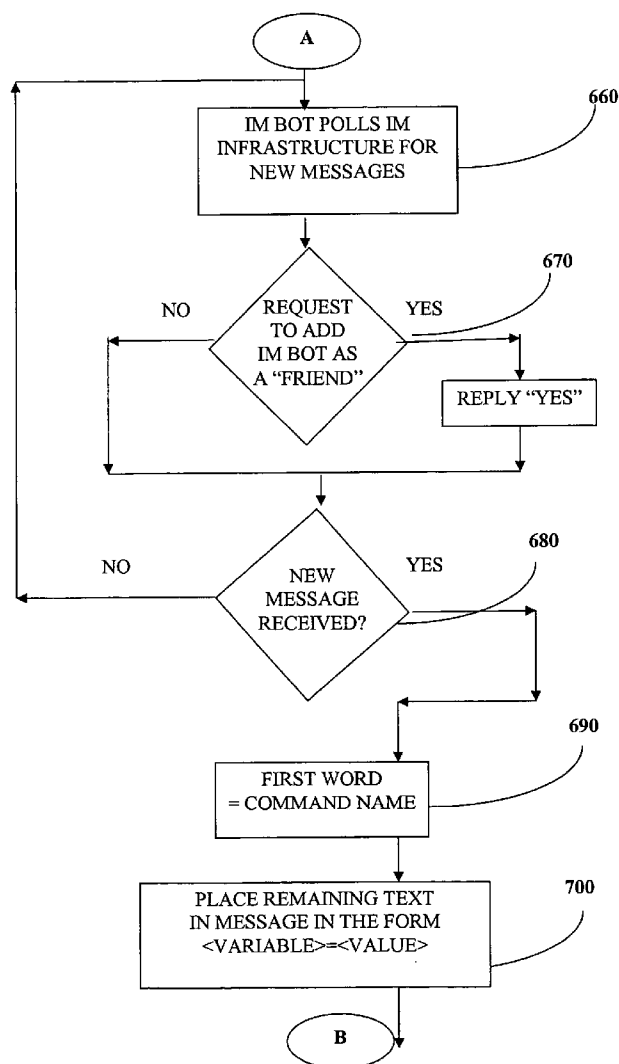 A
IM BOT POLLS IM
INFRASTRUCTURE FOR
NEW MESSAGES
660
670
NO
REQUEST
TO ADD
IM BOT AS
A “FRIEND”
YES
REPLY “YES”
680
NO
NEW
MESSAGE
RECEIVED?
YES
690
FIRST WORD
= COMMAND NAME
700
PLACE REMAINING TEXT
IN MESSAGE IN THE FORM
<VARIABLE>=<VALUE>
B